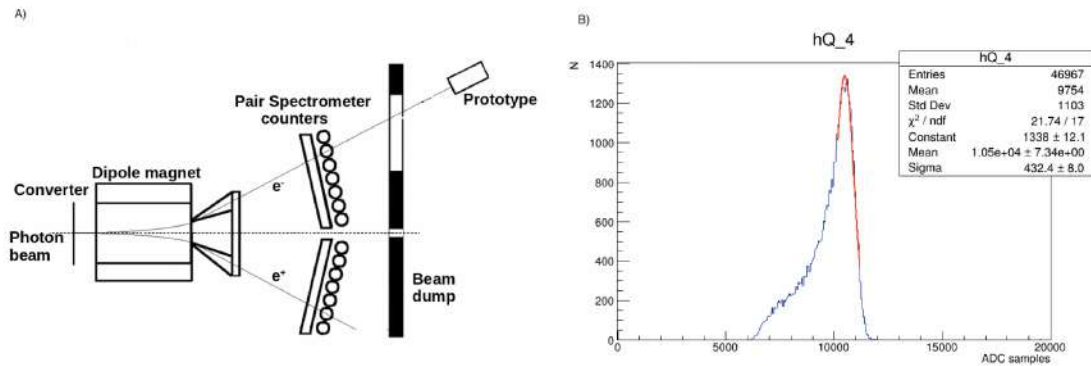 A)
Pair Spectrometer
counters
Prototype
Dipole magnet
Converter
e-
Photon
beam
e+
Beam
dump
B)
hQ_4
N
hQ_4
Entries 46967
Mean 9754
Std Dev 1103
χ² / ndf 21.74 / 17
Constant 1338 ± 12.1
Mean 1.05e+04 ± 7.34e+00
Sigma 432.4 ± 8.0
1400
1200
1000
800
600
400
200
0
0 5000 10000 15000 20000
ADC samples